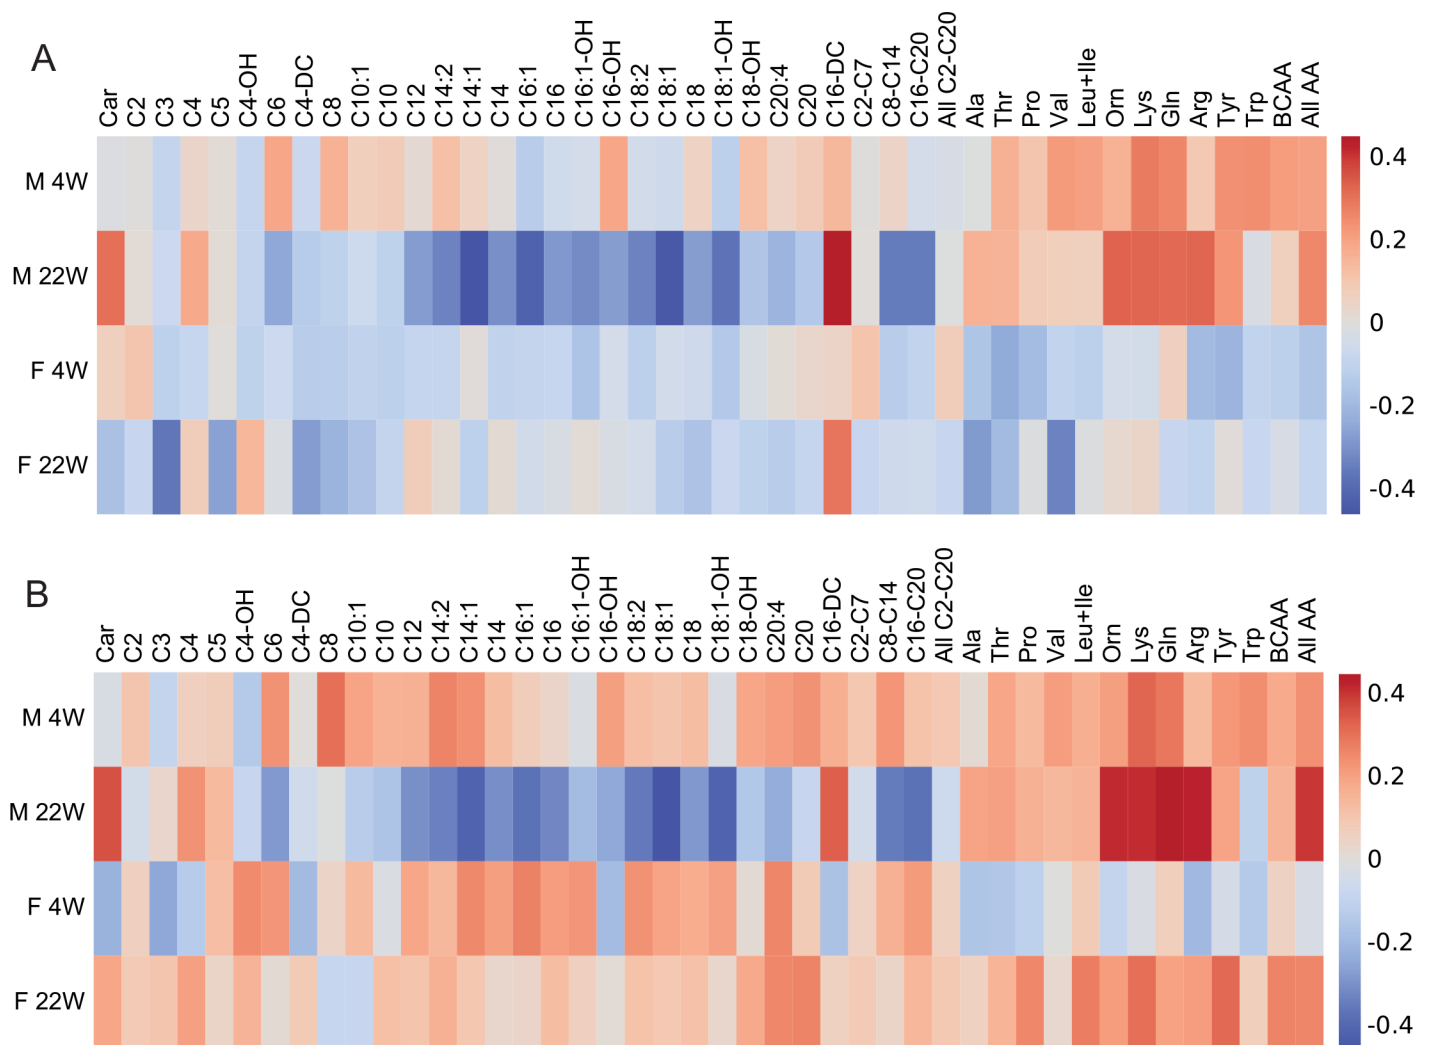 A
Car C2 C3 C4 C5 C4-OH C6 C4-DC C8 C10:1 C10 C12 C14:2 C14:1 C14 C16:1 C16 C16:1-OH C16-OH C18:2 C18:1 C18 C18:1-OH C18-OH C20:4 C20 C16-DC C2-C7 C8-C14 C16-C20 All C2-C20 Ala Thr Pro Val Leu+Ile Orn Lys Gln Arg Tyr Trp BCAA All AA
M 4W
M 22W
F 4W
F 22W
0.4
0.2
0
-0.2
-0.4
B
Car C2 C3 C4 C5 C4-OH C6 C4-DC C8 C10:1 C10 C12 C14:2 C14:1 C14 C16:1 C16 C16:1-OH C16-OH C18:2 C18:1 C18 C18:1-OH C18-OH C20:4 C20 C16-DC C2-C7 C8-C14 C16-C20 All C2-C20 Ala Thr Pro Val Leu+Ile Orn Lys Gln Arg Tyr Trp BCAA All AA
M 4W
M 22W
F 4W
F 22W
0.4
0.2
0
-0.2
-0.4